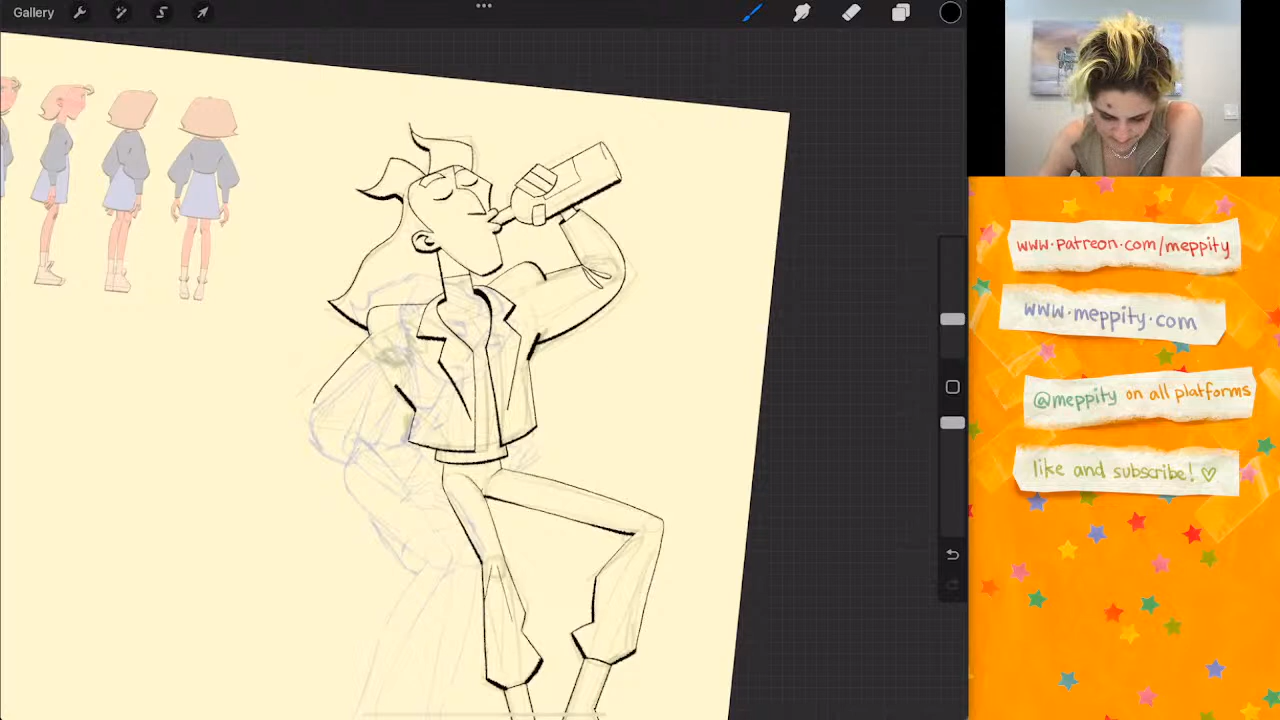 Gallery
www.patreon.com/meppity
www.meppity.com
@meppity on all platforms
like and subscribe! ♡